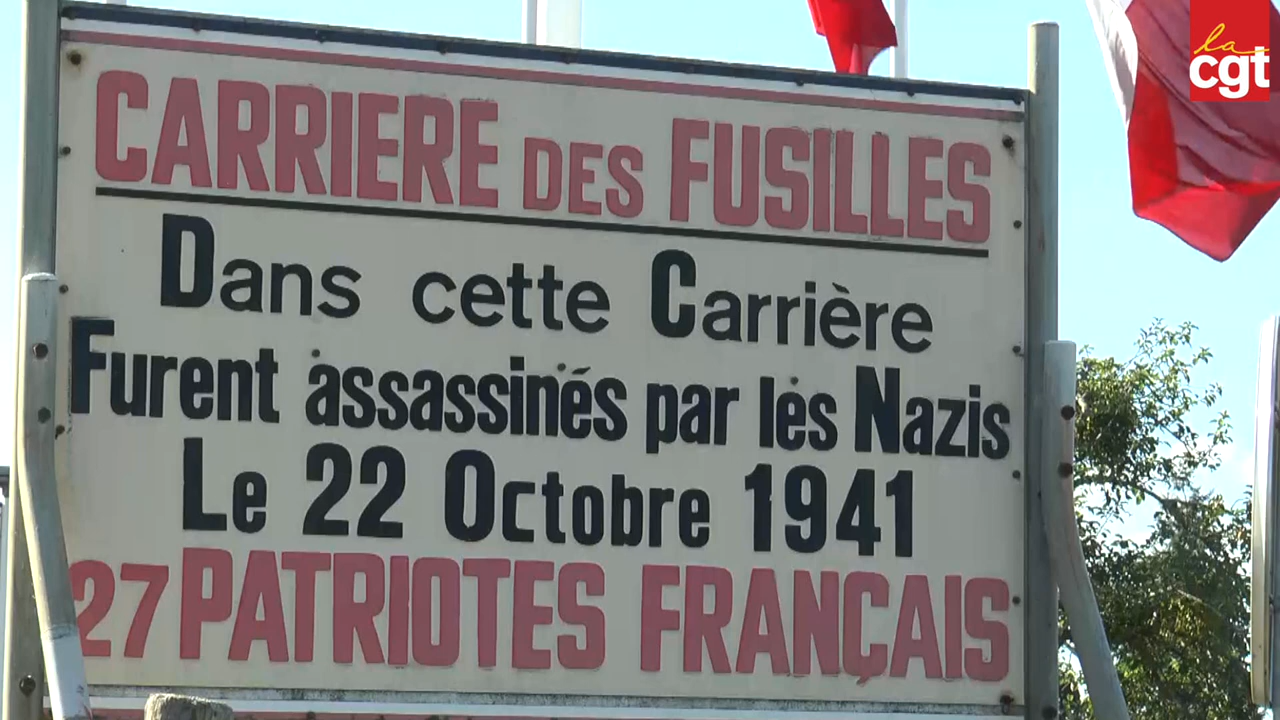 la
cgt
CARRIERE DES FUSILLES
Dans cette Carrière
Furent assassinés par les Nazis
Le 22 Octobre 1941
27 PATRIOTES FRANÇAIS